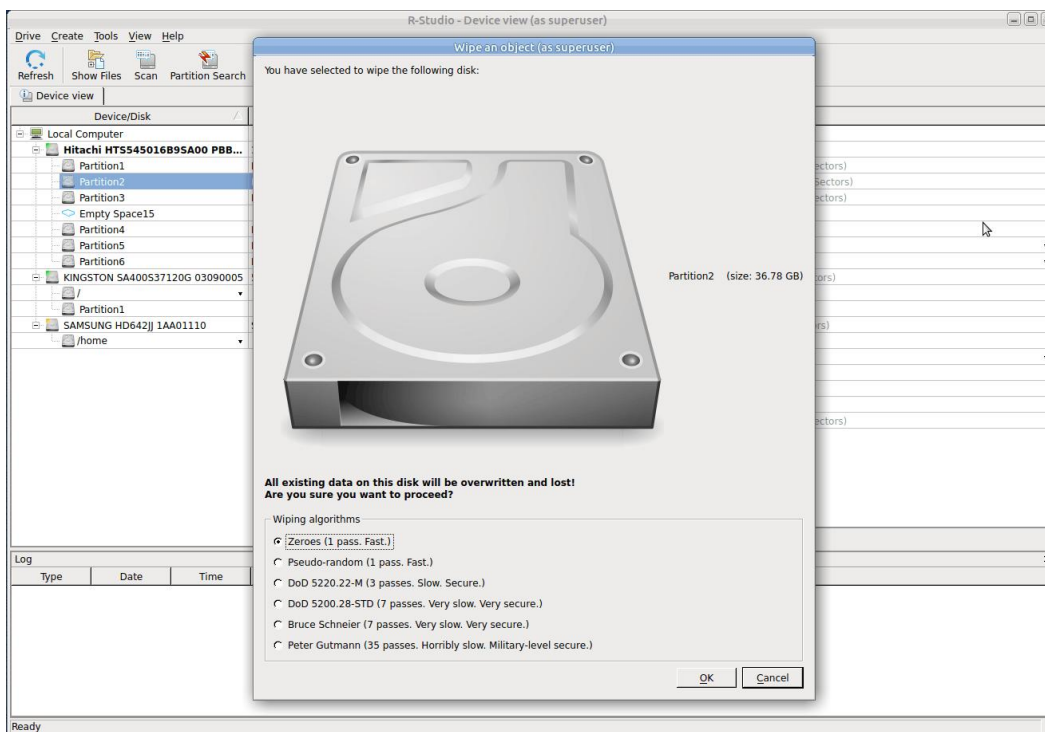 R-Studio - Device view (as superuser)
Drive Create Tools View Help
Refresh Show Files Scan Partition Search
Device view
Device/Disk
Local Computer
Hitachi HTS545016B9SA00 PBB...
Partition1
Partition2
Partition3
Empty Space15
Partition4
Partition5
Partition6
KINGSTON SA400S37120G 03090005
/
Partition1
SAMSUNG HD642JJ 1AA01110
/home
Wipe an object (as superuser)
You have selected to wipe the following disk:
Partition2 (size: 36.78 GB)
All existing data on this disk will be overwritten and lost!
Are you sure you want to proceed?
Wiping algorithms
Zeroes (1 pass. Fast.)
Pseudo-random (1 pass. Fast.)
DoD 5220.22-M (3 passes. Slow. Secure.)
DoD 5200.28-STD (7 passes. Very slow. Very secure.)
Bruce Schneier (7 passes. Very slow. Very secure.)
Peter Gutmann (35 passes. Horribly slow. Military-level secure.)
OK Cancel
Log
Type Date Time
Ready